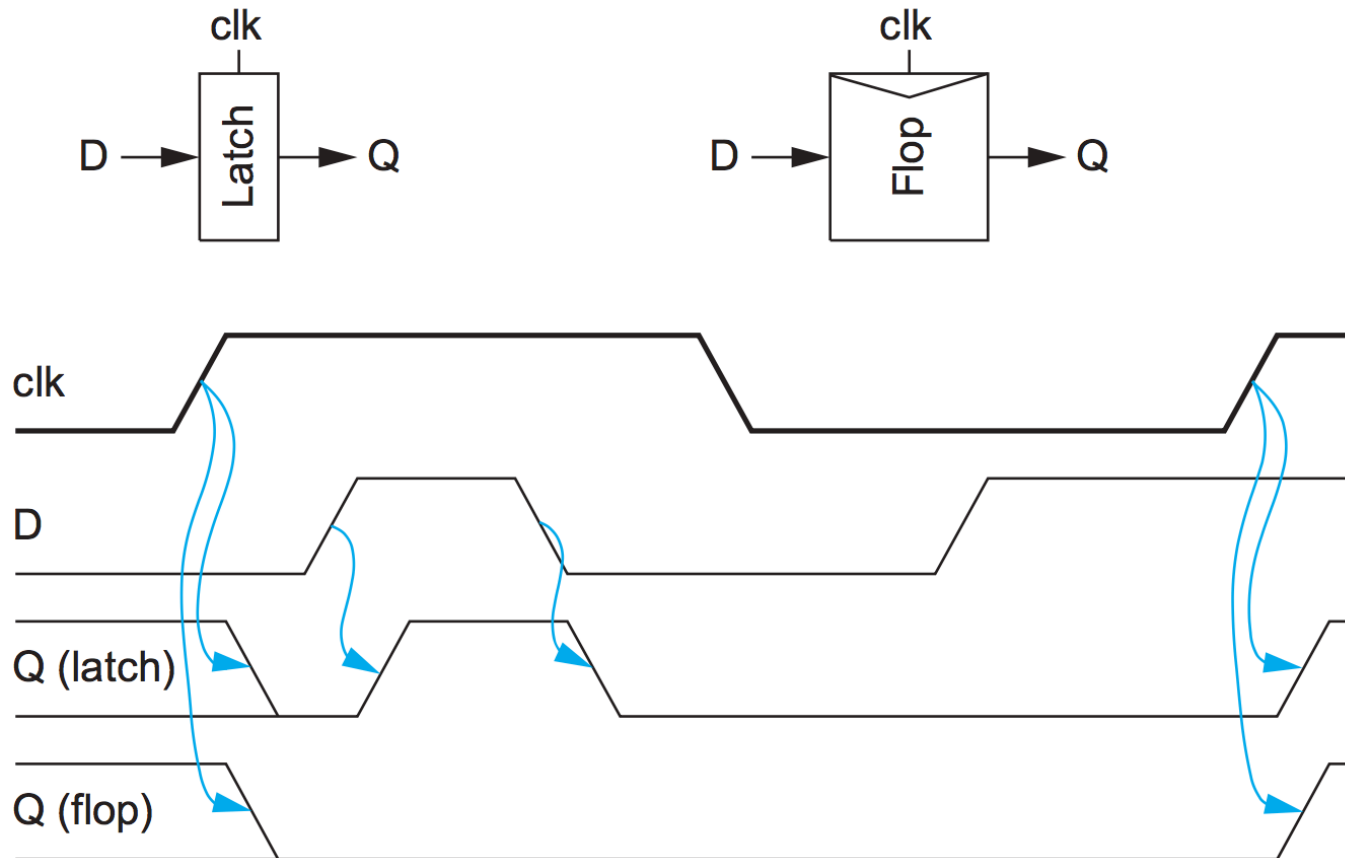 clk
clk
D
Latch
Q
D
Flop
Q
clk
D
Q (latch)
Q (flop)